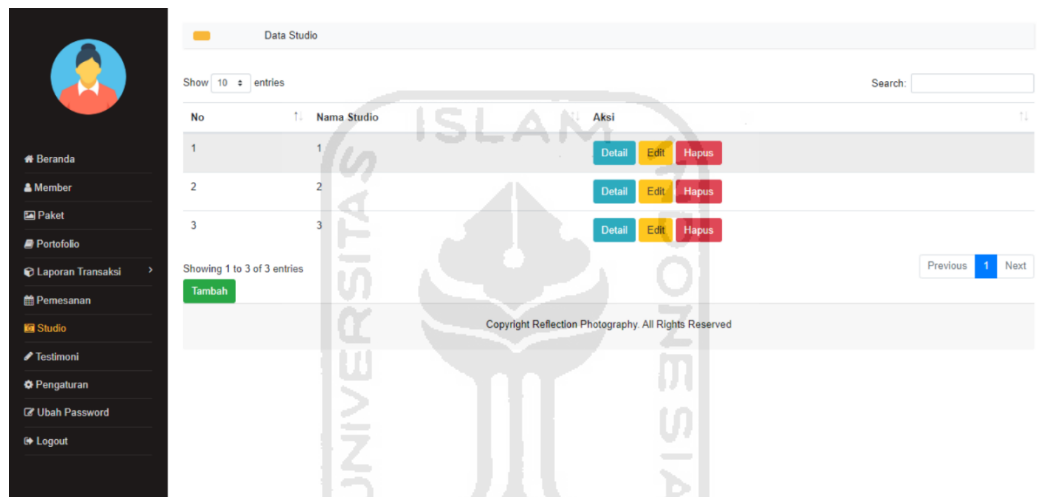 Data Studio
Show 10 entries
Search:
No Nama Studio Aksi
1 1 Detail Edit Hapus
2 2 Detail Edit Hapus
3 3 Detail Edit Hapus
Showing 1 to 3 of 3 entries
Previous 1 Next
Tambah
Copyright Reflection Photography. All Rights Reserved
Beranda
Member
Paket
Portofolio
Laporan Transaksi
Pemesanan
Studio
Testimoni
Pengaturan
Ubah Password
Logout
UNIVERSITAS
ISLAM